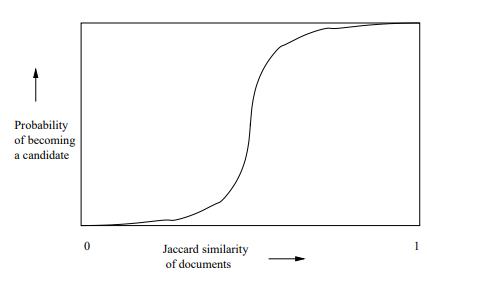 Probability
of becoming
a candidate
0
1
Jaccard similarity
of documents